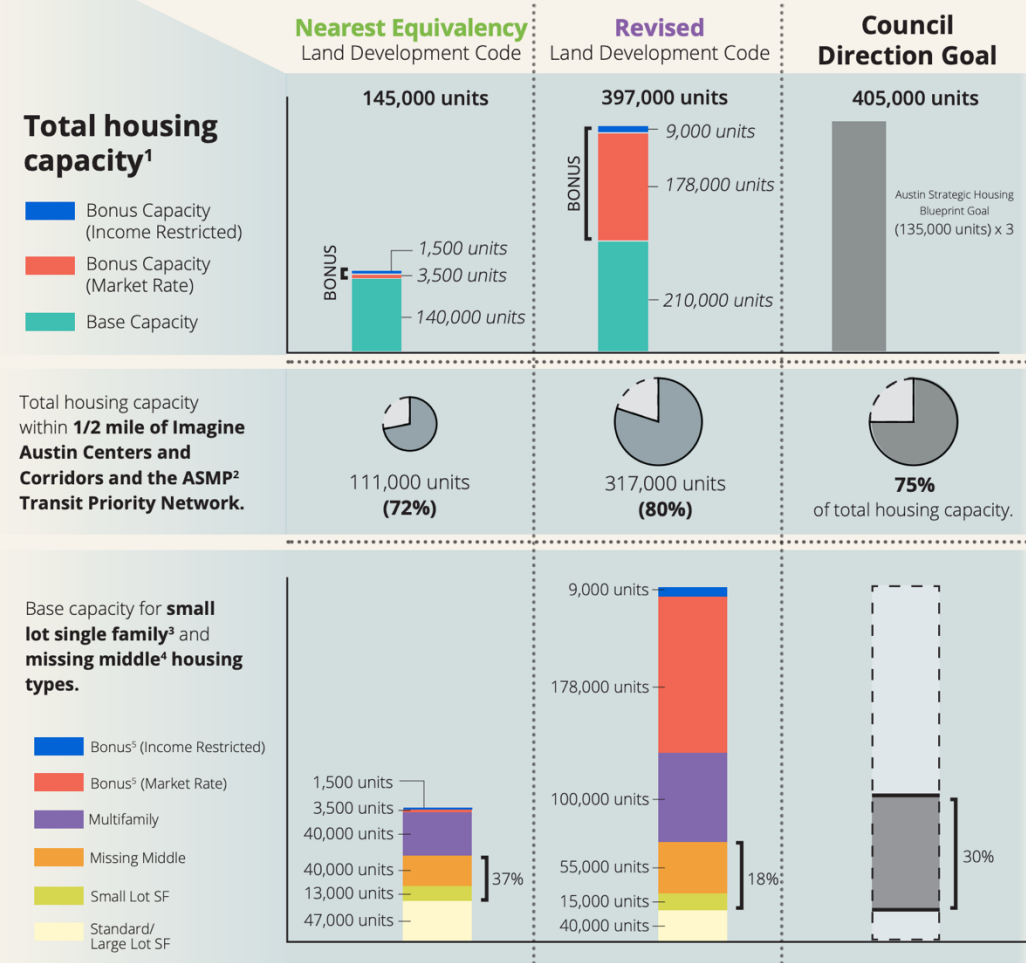 Nearest Equivalency
Land Development Code
Revised
Land Development Code
Council
Direction Goal
Total housing
capacity¹
Bonus Capacity
(Income Restricted)
Bonus Capacity
(Market Rate)
Base Capacity
145,000 units
BONUS
1,500 units
3,500 units
140,000 units
397,000 units
BONUS
9,000 units
178,000 units
210,000 units
405,000 units
Austin Strategic Housing
Blueprint Goal
(135,000 units) x 3
Total housing capacity
within 1/2 mile of Imagine
Austin Centers and
Corridors and the ASMP²
Transit Priority Network.
111,000 units
(72%)
317,000 units
(80%)
75%
of total housing capacity.
Base capacity for small
lot single family³ and
missing middle⁴ housing
types.
Bonus⁵ (Income Restricted)
Bonus⁵ (Market Rate)
Multifamily
Missing Middle
Small Lot SF
Standard/
Large Lot SF
1,500 units
3,500 units
40,000 units
40,000 units
13,000 units
47,000 units
37%
9,000 units
178,000 units
100,000 units
55,000 units
15,000 units
40,000 units
18%
30%